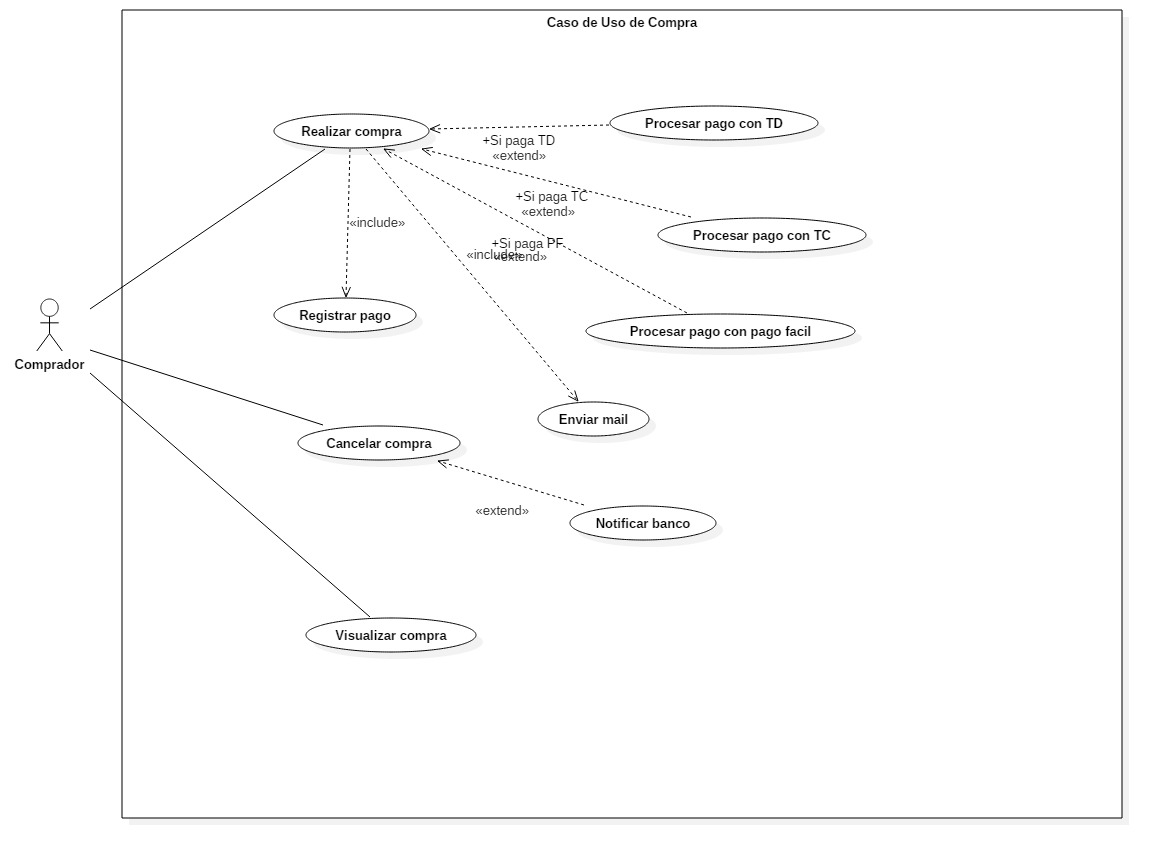 Caso de Uso de Compra
Realizar compra
Procesar pago con TD
+Si paga TD
«extend»
+Si paga TC
«extend»
«include»
Procesar pago con TC
+Si paga PF
«include»
«extend»
Registrar pago
Procesar pago con pago facil
Comprador
Enviar mail
Cancelar compra
«extend»
Notificar banco
Visualizar compra